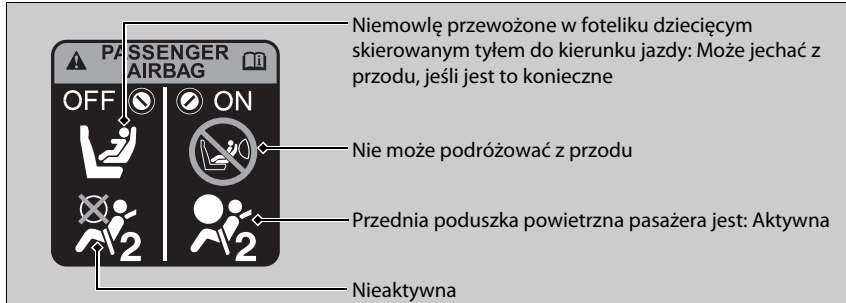 PASSENGER
AIRBAG
OFF ON
2 2
Niemowlę przewożone w foteliku dziecięcym
skierowanym tyłem do kierunku jazdy: Może jechać z
przodu, jeśli jest to konieczne
Nie może podróżować z przodu
Przednia poduszka powietrzna pasażera jest: Aktywna
Nieaktywna